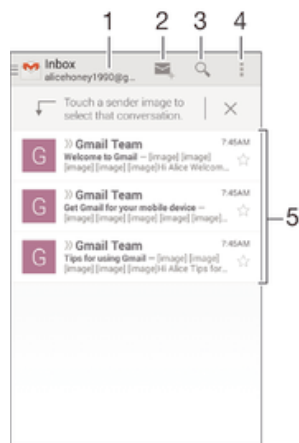 1 2 3 4
Inbox
alicehoney1990@g...
Touch a sender image to
select that conversation.
G
Gmail Team 7:45AM
Welcome to Gmail – [image] [image]
[image] [image] [image]Hi Alice Welcom...
G
Gmail Team 7:45AM
Get Gmail for your mobile device –
[image] [image] [image] [image] [image]...
G
Gmail Team 7:45AM
Tips for using Gmail – [image] [image]
[image] [image] [image]Hi Alice Tips for...
5